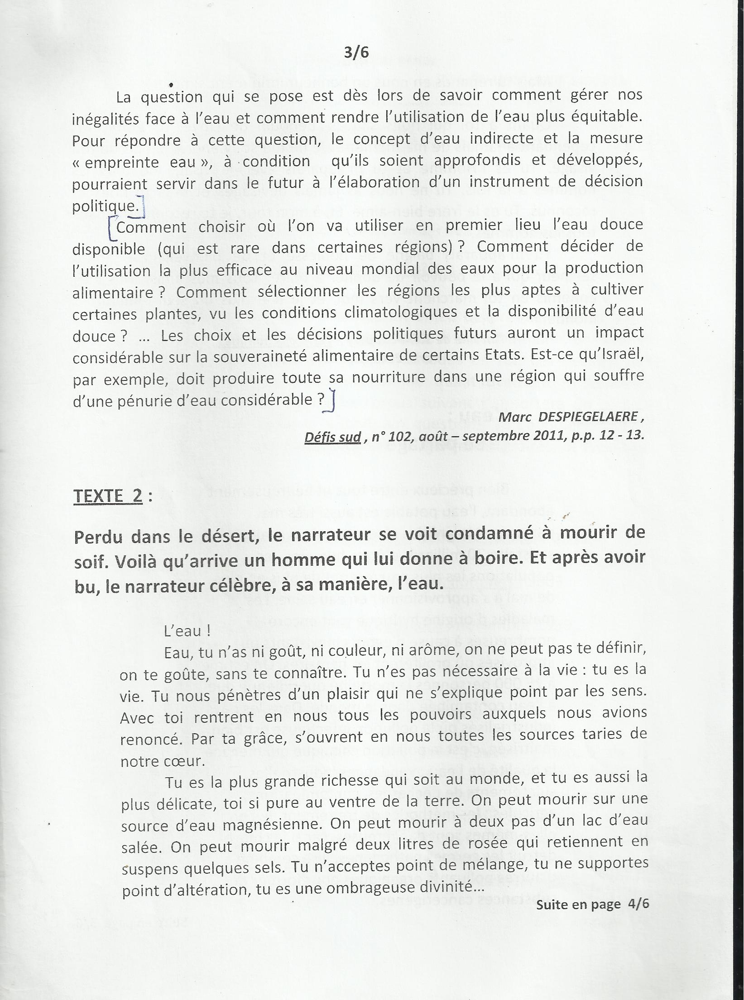 3/6
La question qui se pose est dès lors de savoir comment gérer nos
inégalités face à l'eau et comment rendre l'utilisation de l'eau plus équitable.
Pour répondre à cette question, le concept d'eau indirecte et la mesure
« empreinte eau », à condition qu'ils soient approfondis et développés,
pourraient servir dans le futur à l'élaboration d'un instrument de décision
politique.]
[Comment choisir où l'on va utiliser en premier lieu l'eau douce
disponible (qui est rare dans certaines régions) ? Comment décider de
l'utilisation la plus efficace au niveau mondial des eaux pour la production
alimentaire ? Comment sélectionner les régions les plus aptes à cultiver
certaines plantes, vu les conditions climatologiques et la disponibilité d'eau
douce ? ... Les choix et les décisions politiques futurs auront un impact
considérable sur la souveraineté alimentaire de certains Etats. Est-ce qu'Israël,
par exemple, doit produire toute sa nourriture dans une région qui souffre
d'une pénurie d'eau considérable ?]
Marc DESPIEGELAERE ,
Défis sud , n° 102, août – septembre 2011, p.p. 12 - 13.
TEXTE 2 :
Perdu dans le désert, le narrateur se voit condamné à mourir de
soif. Voilà qu'arrive un homme qui lui donne à boire. Et après avoir
bu, le narrateur célèbre, à sa manière, l'eau.
L'eau !
Eau, tu n'as ni goût, ni couleur, ni arôme, on ne peut pas te définir,
on te goûte, sans te connaître. Tu n'es pas nécessaire à la vie : tu es la
vie. Tu nous pénètres d'un plaisir qui ne s'explique point par les sens.
Avec toi rentrent en nous tous les pouvoirs auxquels nous avions
renoncé. Par ta grâce, s'ouvrent en nous toutes les sources taries de
notre cœur.
Tu es la plus grande richesse qui soit au monde, et tu es aussi la
plus délicate, toi si pure au ventre de la terre. On peut mourir sur une
source d'eau magnésienne. On peut mourir à deux pas d'un lac d'eau
salée. On peut mourir malgré deux litres de rosée qui retiennent en
suspens quelques sels. Tu n'acceptes point de mélange, tu ne supportes
point d'altération, tu es une ombrageuse divinité...
Suite en page 4/6